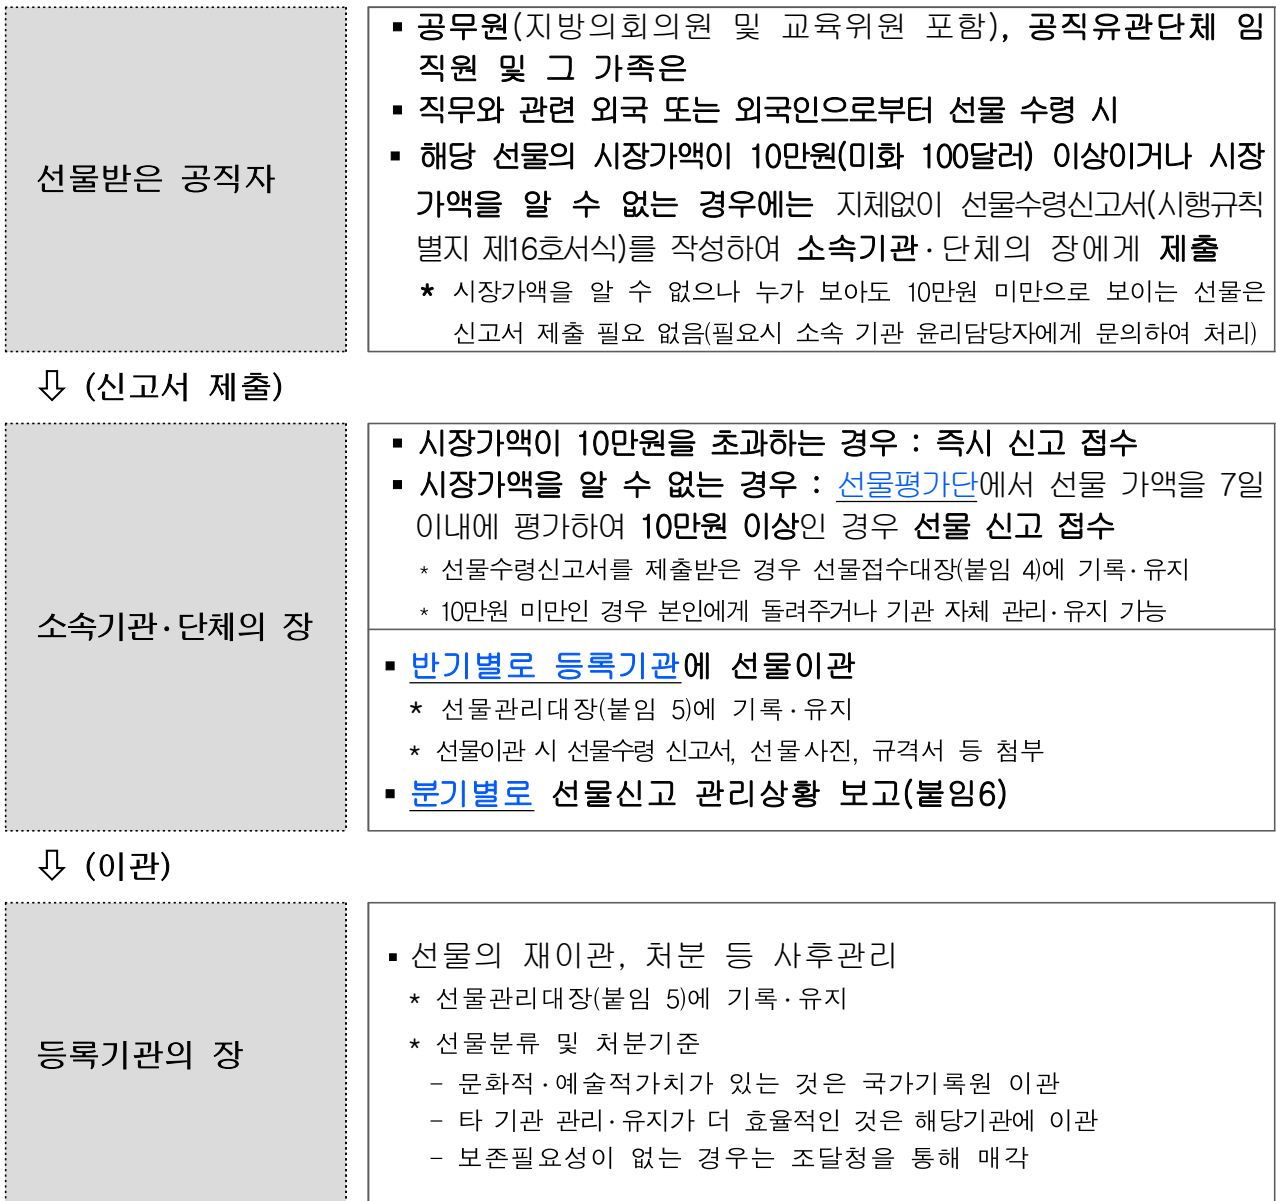 선물받은 공직자
▪ 공무원(지방의회의원 및 교육위원 포함), 공직유관단체 임
직원 및 그 가족은
▪ 직무와 관련 외국 또는 외국인으로부터 선물 수령 시
▪ 해당 선물의 시장가액이 10만원(미화 100달러) 이상이거나 시장
가액을 알 수 없는 경우에는 지체없이 선물수령신고서(시행규칙
별지 제16호서식)를 작성하여 소속기관·단체의 장에게 제출
* 시장가액을 알 수 없으나 누가 보아도 10만원 미만으로 보이는 선물은
신고서 제출 필요 없음(필요시 소속 기관 윤리담당자에게 문의하여 처리)
⇩ (신고서 제출)
소속기관·단체의 장
▪ 시장가액이 10만원을 초과하는 경우 : 즉시 신고 접수
▪ 시장가액을 알 수 없는 경우 : 선물평가단에서 선물 가액을 7일
이내에 평가하여 10만원 이상인 경우 선물 신고 접수
* 선물수령신고서를 제출받은 경우 선물접수대장(붙임 4)에 기록·유지
* 10만원 미만인 경우 본인에게 돌려주거나 기관 자체 관리·유지 가능
▪ 반기별로 등록기관에 선물이관
* 선물관리대장(붙임 5)에 기록·유지
* 선물이관 시 선물수령 신고서, 선물사진, 규격서 등 첨부
▪ 분기별로 선물신고 관리상황 보고(붙임6)
⇩ (이관)
등록기관의 장
▪ 선물의 재이관, 처분 등 사후관리
* 선물관리대장(붙임 5)에 기록·유지
* 선물분류 및 처분기준
- 문화적·예술적가치가 있는 것은 국가기록원 이관
- 타 기관 관리·유지가 더 효율적인 것은 해당기관에 이관
- 보존필요성이 없는 경우는 조달청을 통해 매각